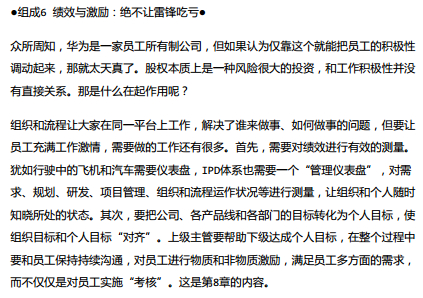 ●组成6 绩效与激励：绝不让雷锋吃亏●
众所周知，华为是一家员工所有制公司，但如果认为仅靠这个就能把员工的积极性
调动起来，那就太天真了。股权本质上是一种风险很大的投资，和工作积极性并没
有直接关系。那是什么在起作用呢？
组织和流程让大家在同一平台上工作，解决了谁来做事、如何做事的问题，但要让
员工充满工作激情，需要做的工作还有很多。首先，需要对绩效进行有效的测量。
犹如行驶中的飞机和汽车需要仪表盘，IPD体系也需要一个“管理仪表盘”，对需
求、规划、研发、项目管理、组织和流程运作状况等进行测量，让组织和个人随时
知晓所处的状态。其次，要把公司、各产品线和各部门的目标转化为个人目标，使
组织目标和个人目标“对齐”。上级主管要帮助下级达成个人目标，在整个过程中
要和员工保持持续沟通，对员工进行物质和非物质激励，满足员工多方面的需求，
而不仅仅是对员工实施“考核”。这是第8章的内容。